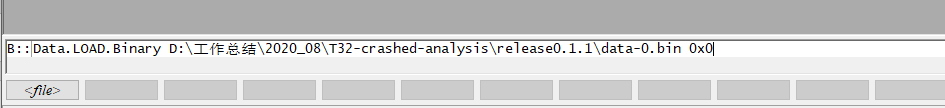 B::Data.LOAD.Binary D:\工作总结\2020_08\T32-crashed-analysis\release0.1.1\data-0.bin 0x0
<file>